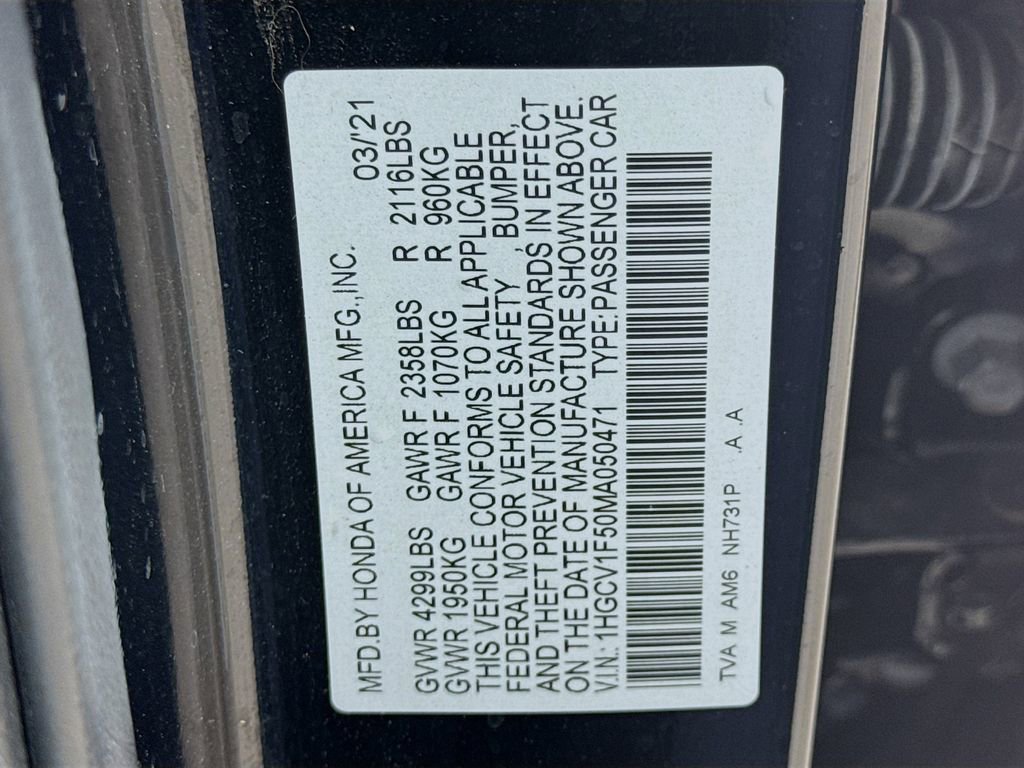 MFD.BY HONDA OF AMERICA MFG.,INC. 03/'21
GVWR 4299LBS GAWR F 2358LBS R 2116LBS
GVWR 1950KG GAWR F 1070KG R 960KG
THIS VEHICLE CONFORMS TO ALL APPLICABLE
FEDERAL MOTOR VEHICLE SAFETY , BUMPER,
AND THEFT PREVENTION STANDARDS IN EFFECT
ON THE DATE OF MANUFACTURE SHOWN ABOVE.
V.I.N.: 1HGCV1F50MA050471 TYPE:PASSENGER CAR
TVA M AM6 NH731P .A .A